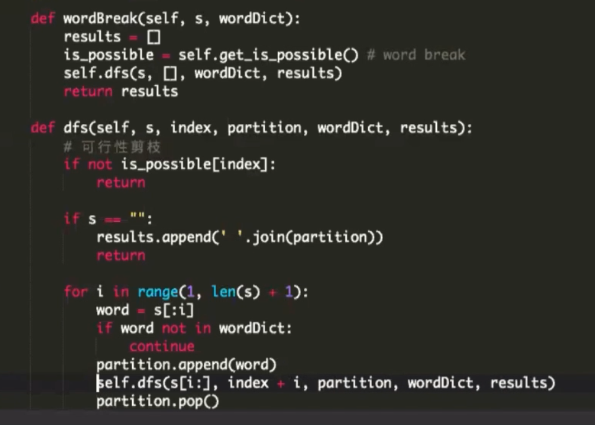 def wordBreak(self, s, wordDict):
results = []
is_possible = self.get_is_possible() # word break
self.dfs(s, [], wordDict, results)
return results
def dfs(self, s, index, partition, wordDict, results):
# 可行性剪枝
if not is_possible[index]:
return
if s == "":
results.append(' '.join(partition))
return
for i in range(1, len(s) + 1):
word = s[:i]
if word not in wordDict:
continue
partition.append(word)
self.dfs(s[i:], index + i, partition, wordDict, results)
partition.pop()